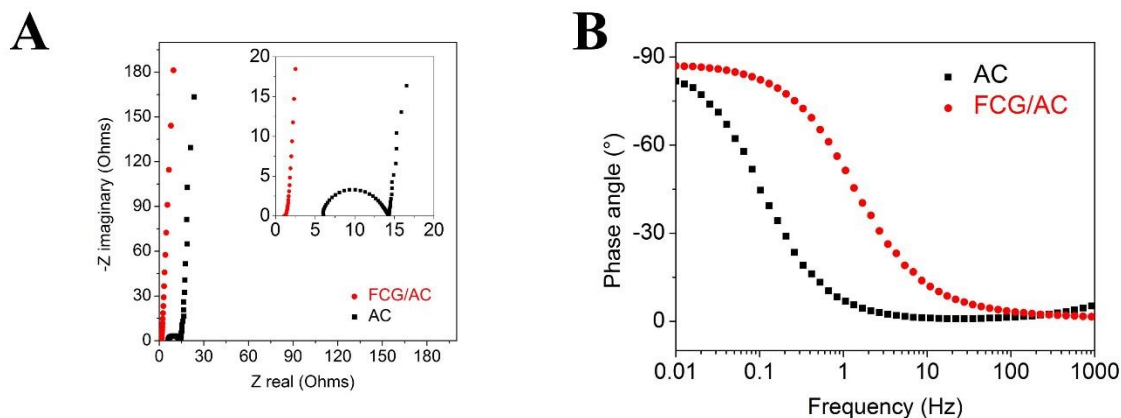 A
180
150
120
90
60
30
0
-Z imaginary (Ohms)
0 30 60 90 120 150 180
Z real (Ohms)
20
15
10
5
0
0 5 10 15 20
FCG/AC
AC
B
-90
-60
-30
0
Phase angle (°)
0.01 0.1 1 10 100 1000
Frequency (Hz)
AC
FCG/AC